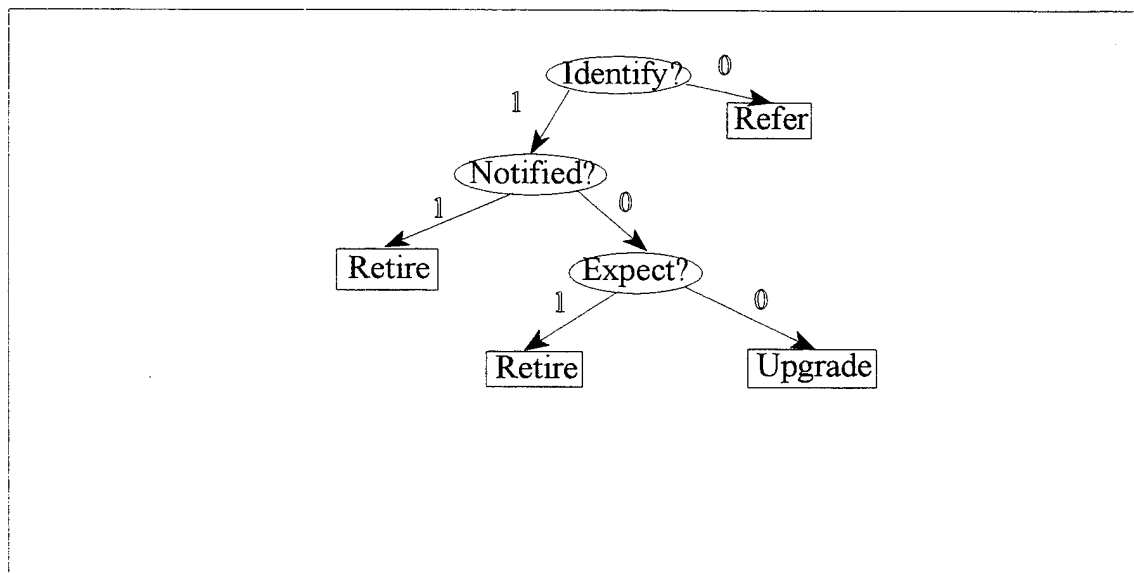 Identify?
0
1
Refer
Notified?
1
0
Retire
Expect?
1
0
Retire
Upgrade